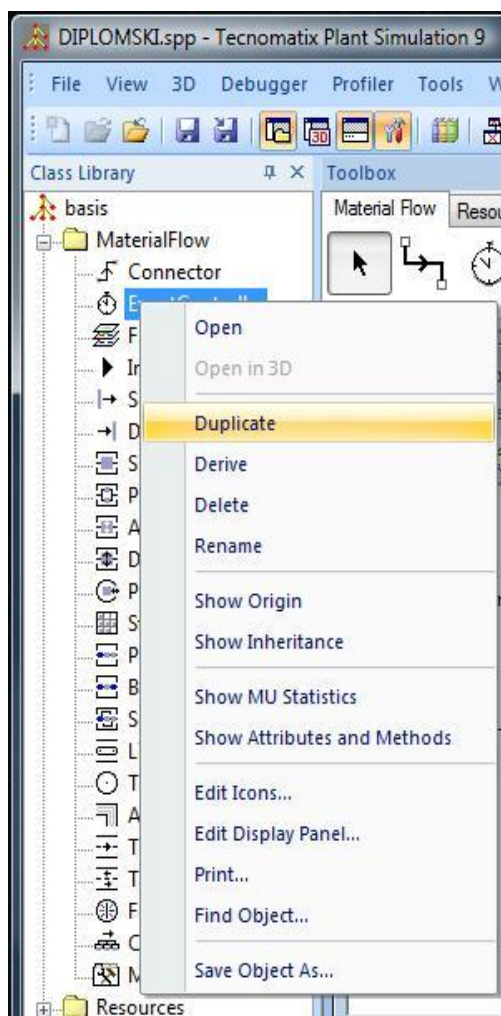 DIPLOMSKI.spp - Tecnomatix Plant Simulation 9
File View 3D Debugger Profiler Tools
Class Library
Toolbox
basis
Material Flow
MaterialFlow
Connector
Open
Open in 3D
Duplicate
Derive
Delete
Rename
Show Origin
Show Inheritance
Show MU Statistics
Show Attributes and Methods
Edit Icons...
Edit Display Panel...
Print...
Find Object...
Save Object As...
Resources